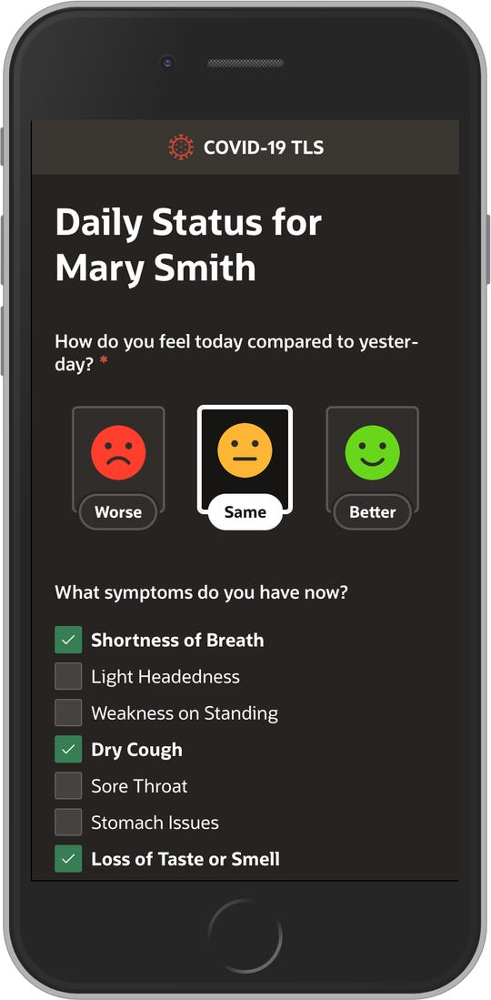 COVID-19 TLS
Daily Status for
Mary Smith
How do you feel today compared to yester-
day? *
Worse
Same
Better
What symptoms do you have now?
Shortness of Breath
Light Headedness
Weakness on Standing
Dry Cough
Sore Throat
Stomach Issues
Loss of Taste or Smell